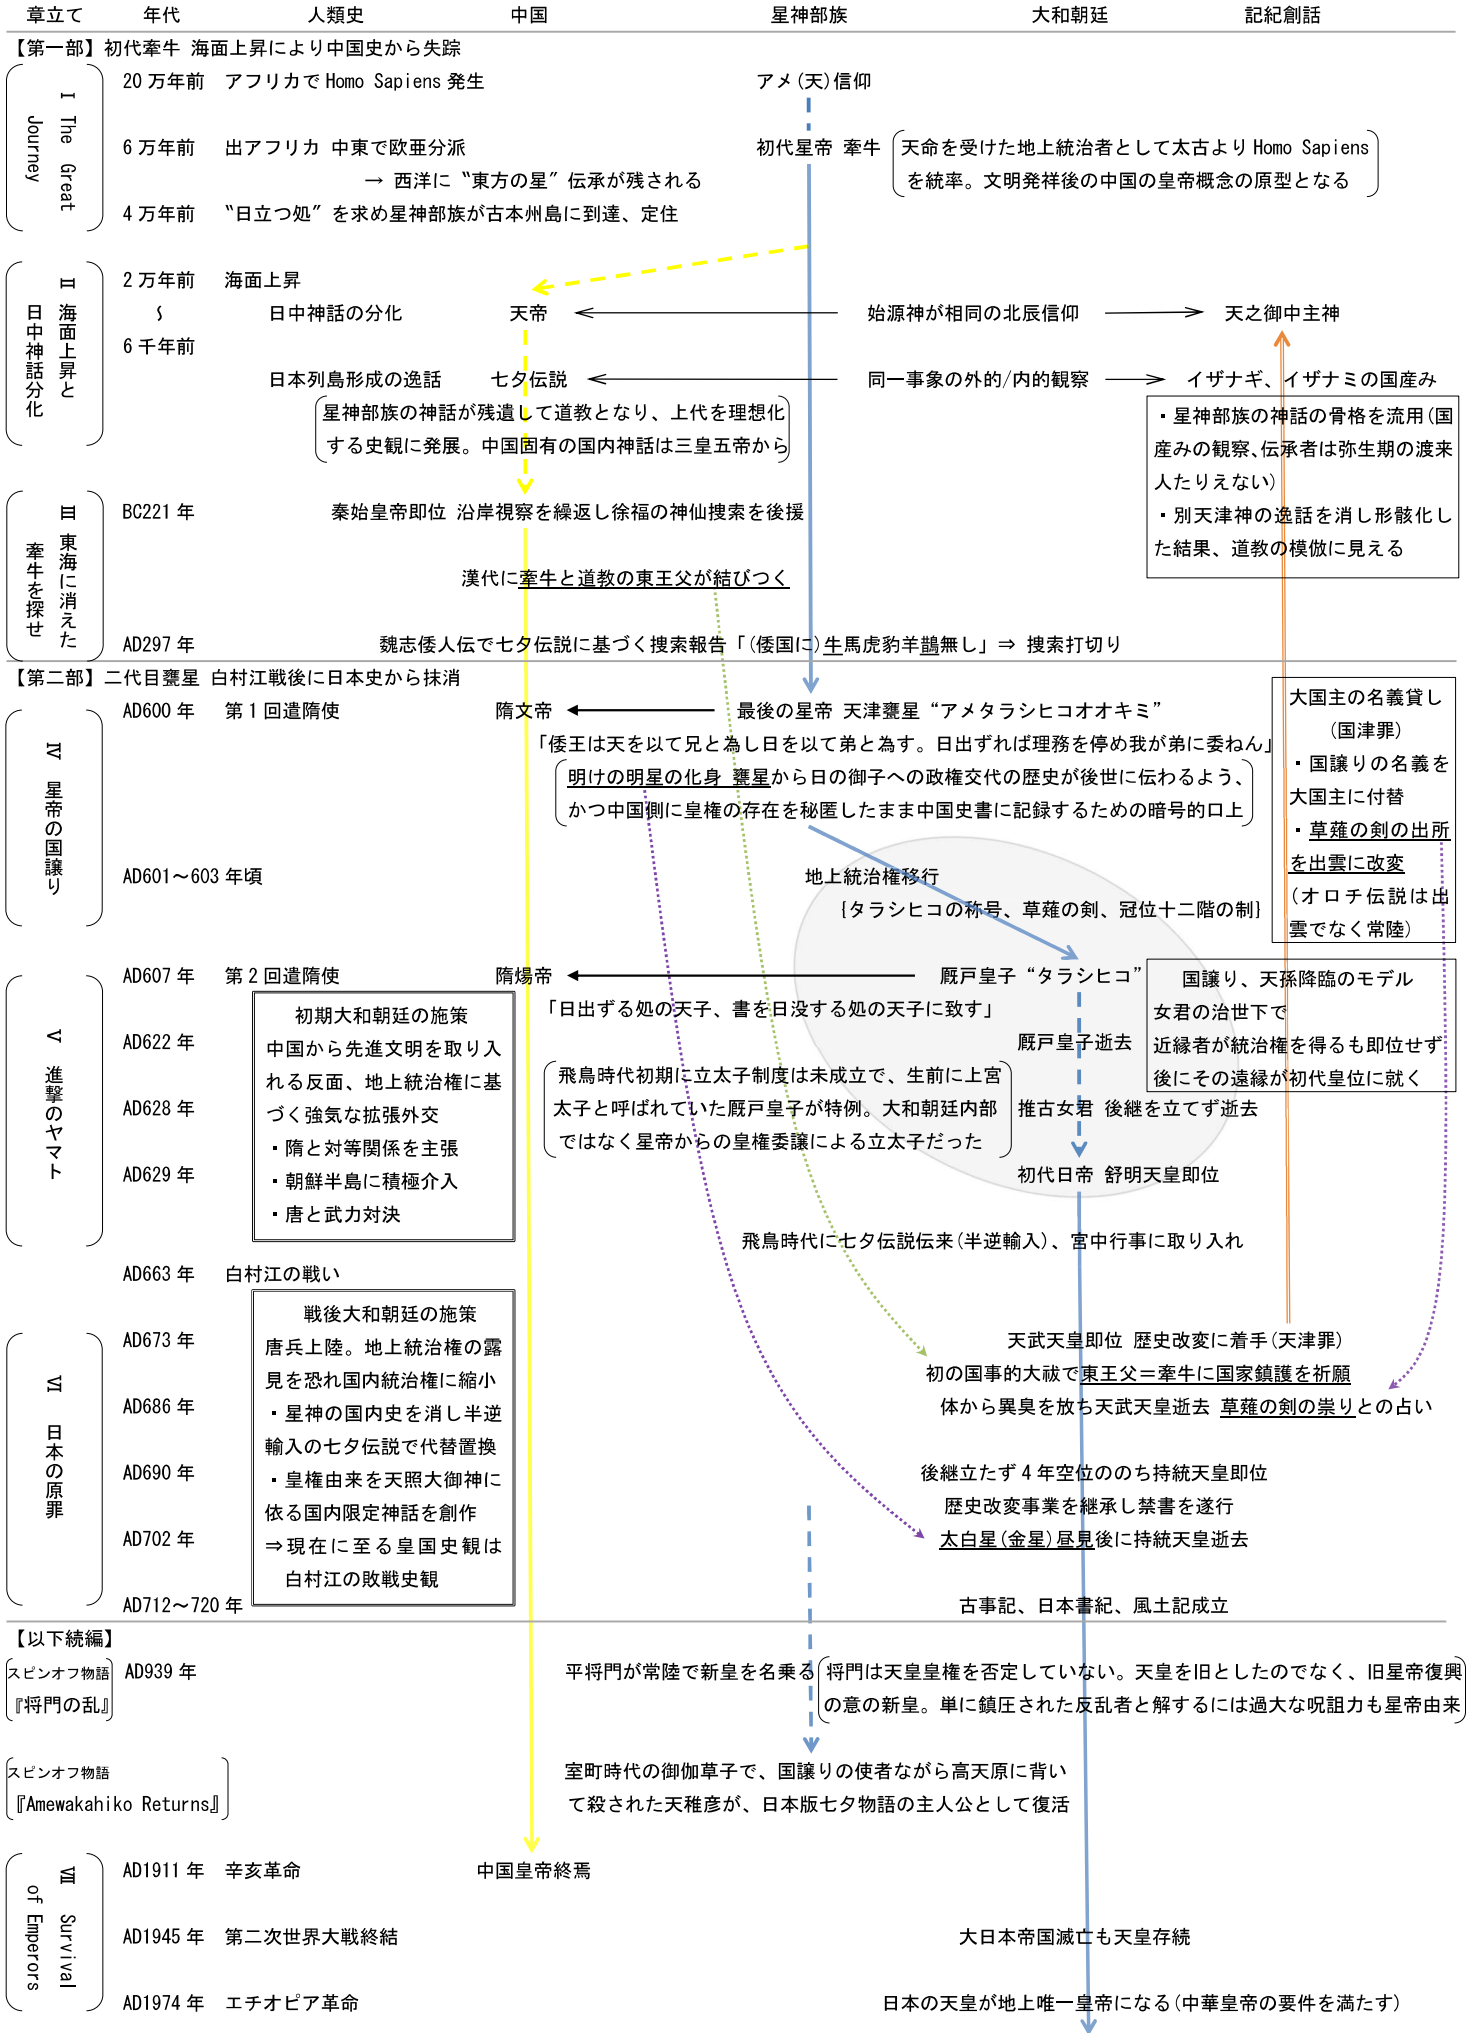 章立て 年代 人類史 中国 星神部族 大和朝廷 記紀創話
【第一部】初代牽牛 海面上昇により中国史から失踪
Ⅰ The Great
Journey
20万年前 アフリカでHomo Sapiens発生 アメ(天)信仰
6万年前 出アフリカ 中東で欧亜分派 初代星帝 牽牛
天命を受けた地上統治者として太古よりHomo Sapiens
を統率。文明発祥後の中国の皇帝概念の原型となる
→ 西洋に〝東方の星〞伝承が残される
4万年前 〝日立つ処〞を求め星神部族が古本州島に到達、定住
Ⅱ 海面上昇と
日中神話分化
2万年前 海面上昇
～ 日中神話の分化 天帝 始源神が相同の北辰信仰 天之御中主神
6千年前
日本列島形成の逸話 七夕伝説 同一事象の外的/内的観察 イザナギ、イザナミの国産み
星神部族の神話が残遺して道教となり、上代を理想化
する史観に発展。中国固有の国内神話は三皇五帝から
・星神部族の神話の骨格を流用(国
産みの観察、伝承者は弥生期の渡来
人たりえない)
・別天津神の逸話を消し形骸化し
た結果、道教の模倣に見える
Ⅲ 東海に消えた
牽牛を探せ
BC221年 秦始皇帝即位 沿岸視察を繰返し徐福の神仙捜索を後援
漢代に牽牛と道教の東王父が結びつく
AD297年 魏志倭人伝で七夕伝説に基づく捜索報告「(倭国に)牛馬虎豹羊鵲無し」⇒ 捜索打切り
【第二部】二代目甕星 白村江戦後に日本史から抹消
Ⅳ 星帝の国譲り
AD600年 第1回遣隋使 隋文帝 最後の星帝 天津甕星 “アメタラシヒコオオキミ”
「倭王は天を以て兄と為し日を以て弟と為す。日出ずれば理務を停め我が弟に委ねん」
明けの明星の化身 甕星から日の御子への政権交代の歴史が後世に伝わるよう、
かつ中国側に皇権の存在を秘匿したまま中国史書に記録するための暗号的口上
大国主の名義貸し
(国津罪)
・国譲りの名義を
大国主に付替
・草薙の剣の出所
を出雲に改変
(オロチ伝説は出
雲でなく常陸)
AD601～603年頃 地上統治権移行
{タラシヒコの称号、草薙の剣、冠位十二階の制}
Ⅴ 進撃のヤマト
AD607年 第2回遣隋使 隋煬帝 厩戸皇子 “タラシヒコ”
「日出ずる処の天子、書を日没する処の天子に致す」
国譲り、天孫降臨のモデル
女君の治世下で
近縁者が統治権を得るも即位せず
後にその遠縁が初代皇位に就く
初期大和朝廷の施策
中国から先進文明を取り入
れる反面、地上統治権に基
づく強気な拡張外交
・隋と対等関係を主張
・朝鮮半島に積極介入
・唐と武力対決
AD622年 厩戸皇子逝去
飛鳥時代初期に立太子制度は未成立で、生前に上宮
太子と呼ばれていた厩戸皇子が特例。大和朝廷内部
ではなく星帝からの皇権委譲による立太子だった
AD628年 推古女君 後継を立てず逝去
AD629年 初代日帝 舒明天皇即位
飛鳥時代に七夕伝説伝来(半逆輸入)、宮中行事に取り入れ
AD663年 白村江の戦い
戦後大和朝廷の施策
唐兵上陸。地上統治権の露
見を恐れ国内統治権に縮小
・星神の国内史を消し半逆
輸入の七夕伝説で代替置換
・皇権由来を天照大御神に
依る国内限定神話を創作
⇒現在に至る皇国史観は
白村江の敗戦史観
Ⅵ 日本の原罪
AD673年 天武天皇即位 歴史改変に着手(天津罪)
初の国事的大祓で東王父＝牽牛に国家鎮護を祈願
AD686年 体から異臭を放ち天武天皇逝去 草薙の剣の祟りとの占い
AD690年 後継立たず4年空位ののち持統天皇即位
歴史改変事業を継承し禁書を遂行
AD702年 太白星(金星)昼見後に持統天皇逝去
AD712～720年 古事記、日本書紀、風土記成立
【以下続編】
スピンオフ物語
『将門の乱』
AD939年 平将門が常陸で新皇を名乗る
将門は天皇皇権を否定していない。天皇を旧としたのでなく、旧星帝復興
の意の新皇。単に鎮圧された反乱者と解するには過大な呪詛力も星帝由来
スピンオフ物語
『Amewakahiko Returns』
室町時代の御伽草子で、国譲りの使者ながら高天原に背い
て殺された天稚彦が、日本版七夕物語の主人公として復活
Ⅶ Survival
of Emperors
AD1911年 辛亥革命 中国皇帝終焉
AD1945年 第二次世界大戦終結 大日本帝国滅亡も天皇存続
AD1974年 エチオピア革命 日本の天皇が地上唯一皇帝になる(中華皇帝の要件を満たす)